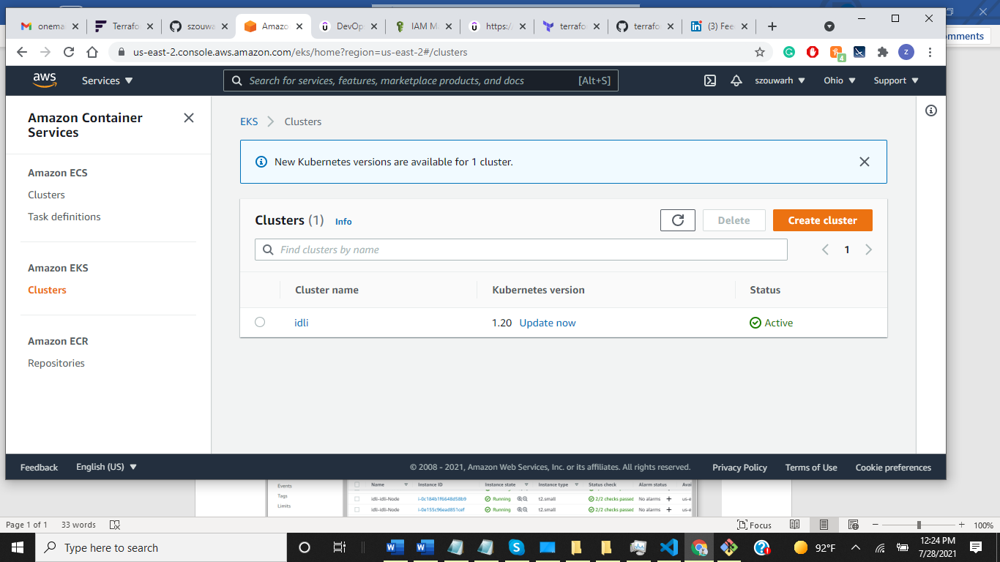 omments
onema
Terrafo
szouwa
Amazo
DevOp
IAM M
https:/
terrafo
terrafo
(3) Fee
us-east-2.console.aws.amazon.com/eks/home?region=us-east-2#/clusters
4
z
aws
Services
Search for services, features, marketplace products, and docs [Alt+S]
szouwarh
Ohio
Support
Amazon Container
Services
Amazon ECS
Clusters
Task definitions
Amazon EKS
Clusters
Amazon ECR
Repositories
EKS > Clusters
New Kubernetes versions are available for 1 cluster.
Clusters (1) Info
Delete
Create cluster
Find clusters by name
1
Cluster name Kubernetes version Status
idli 1.20 Update now Active
Feedback English (US) © 2008 - 2021, Amazon Web Services, Inc. or its affiliates. All rights reserved. Privacy Policy Terms of Use Cookie preferences
Events
Tags
Limits
Name Instance ID Instance state Instance type Status check Alarm status Avai
idli-idli-Node i-0c184b1f6648d58b9 Running t2.small 2/2 checks passed No alarms + us-e
idli-idli-Node i-0e155c96ead851cef Running t2.small 2/2 checks passed No alarms + us-e
Page 1 of 1 33 words Focus 100%
Type here to search
92°F
12:24 PM
7/28/2021